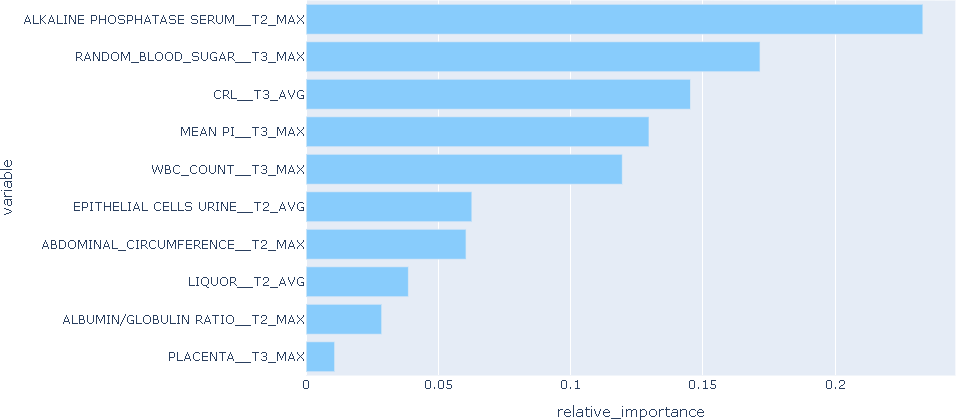 ALKALINE PHOSPHATASE SERUM__T2_MAX
RANDOM_BLOOD_SUGAR__T3_MAX
CRL__T3_AVG
MEAN PI__T3_MAX
WBC_COUNT__T3_MAX
EPITHELIAL CELLS URINE__T2_AVG
ABDOMINAL_CIRCUMFERENCE__T2_MAX
LIQUOR__T2_AVG
ALBUMIN/GLOBULIN RATIO__T2_MAX
PLACENTA__T3_MAX
variable
0 0.05 0.1 0.15 0.2
relative_importance